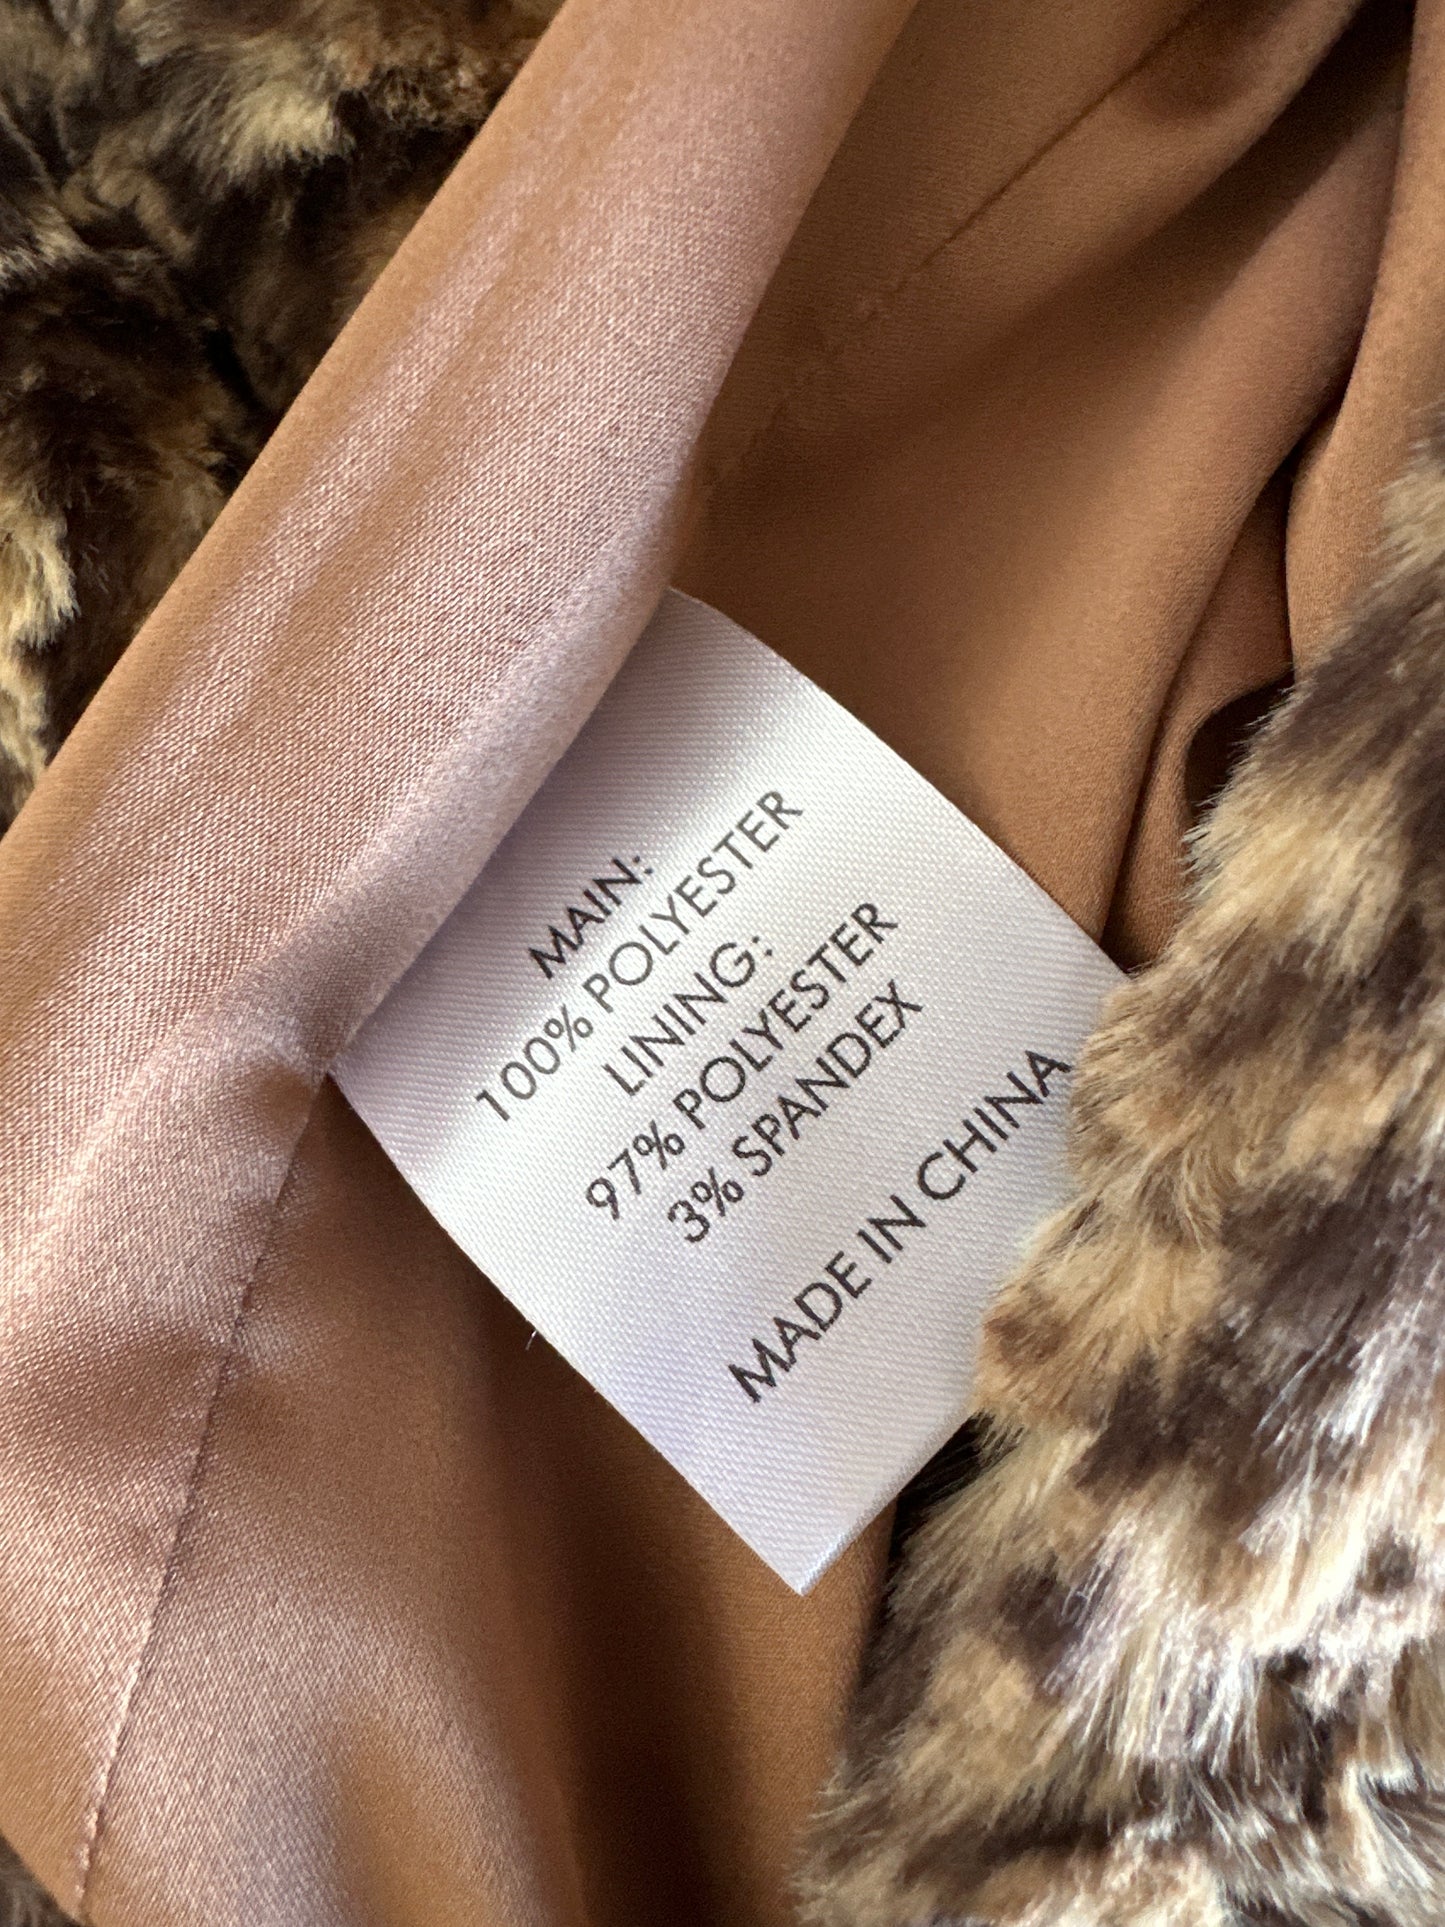 MAIN:
100% POLYESTER
LINING:
97% POLYESTER
3% SPANDEX
MADE IN CHINA